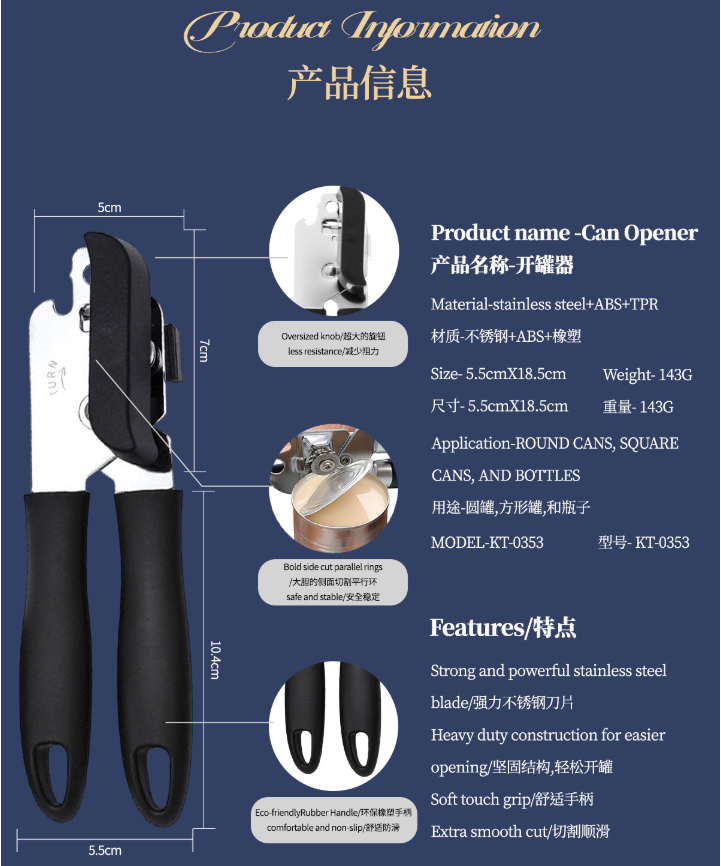 Product Information
产品信息
5cm
7cm
TURN
10.4cm
5.5cm
Oversized knob/超大的旋钮
less resistance/减少阻力
Bold side cut parallel rings
/大胆的侧面切割平行环
safe and stable/安全稳定
Eco-friendlyRubber Handle/环保橡塑手柄
comfortable and non-slip/舒适防滑
Product name -Can Opener
产品名称-开罐器
Material-stainless steel+ABS+TPR
材质-不锈钢+ABS+橡塑
Size- 5.5cmX18.5cm Weight- 143G
尺寸- 5.5cmX18.5cm 重量- 143G
Application-ROUND CANS, SQUARE
CANS, AND BOTTLES
用途-圆罐,方形罐,和瓶子
MODEL-KT-0353 型号- KT-0353
Features/特点
Strong and powerful stainless steel
blade/强力不锈钢刀片
Heavy duty construction for easier
opening/坚固结构,轻松开罐
Soft touch grip/舒适手柄
Extra smooth cut/切割顺滑